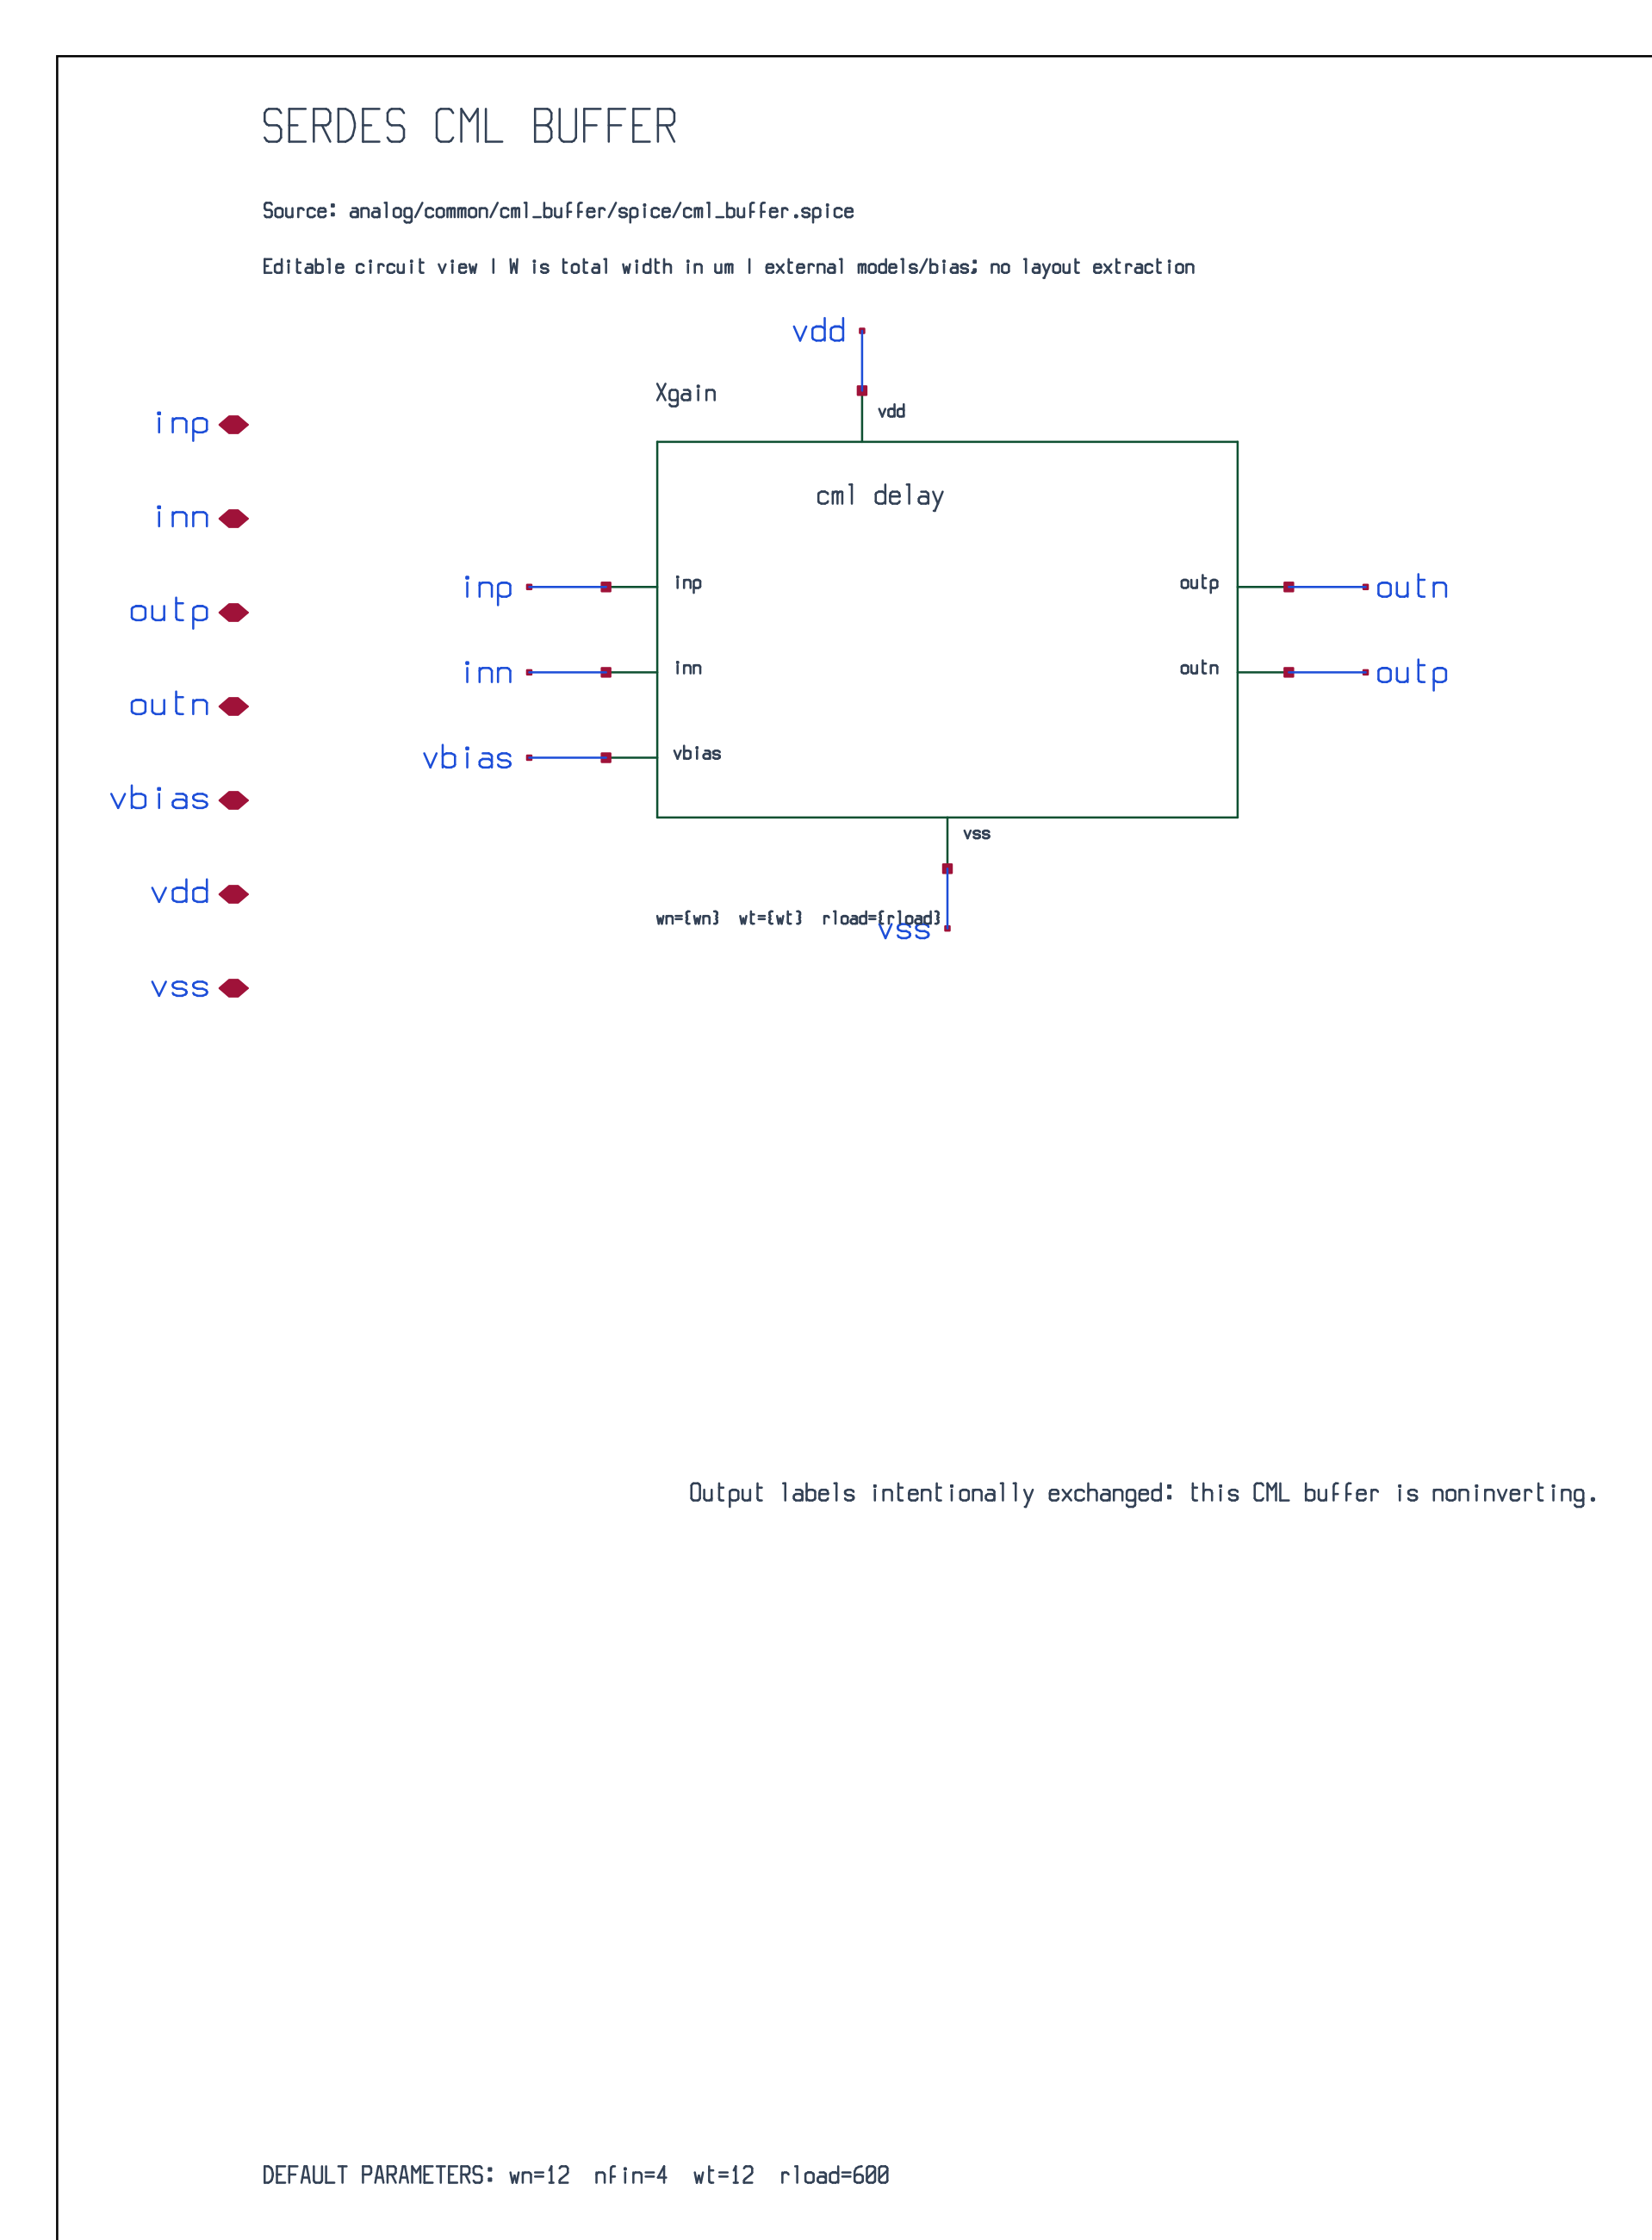 SERDES CML BUFFER
Source: analog/common/cml_buffer/spice/cml_buffer.spice
Editable circuit view | W is total width in um | external models/bias; no layout extraction
vdd
Xgain
vdd
inp
inn
outp
outn
vbias
vdd
vss
cml delay
inp
inn
vbias
inp
inn
vbias
outp
outn
outn
outp
vss
wn={wn}  wt={wt}  rload={rload}
vss
Output labels intentionally exchanged: this CML buffer is noninverting.
DEFAULT PARAMETERS: wn=12  nfin=4  wt=12  rload=600